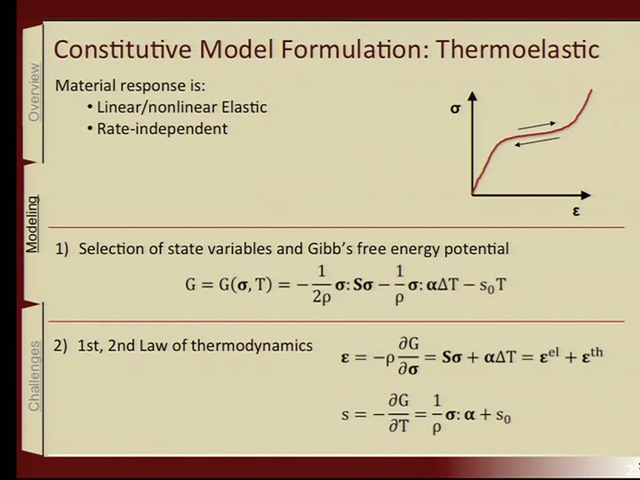 Constitutive Model Formulation: Thermoelastic
Overview
Modeling
Challenges
Material response is:
• Linear/nonlinear Elastic
• Rate-independent
σ
ε
1) Selection of state variables and Gibb's free energy potential
G = G(σ, T) = −1/2ρ σ: Sσ − 1/ρ σ: αΔT − s₀T
2) 1st, 2nd Law of thermodynamics
ε = −ρ ∂G/∂σ = Sσ + αΔT = εᵉˡ + εᵗʰ
s = −∂G/∂T = 1/ρ σ: α + s₀